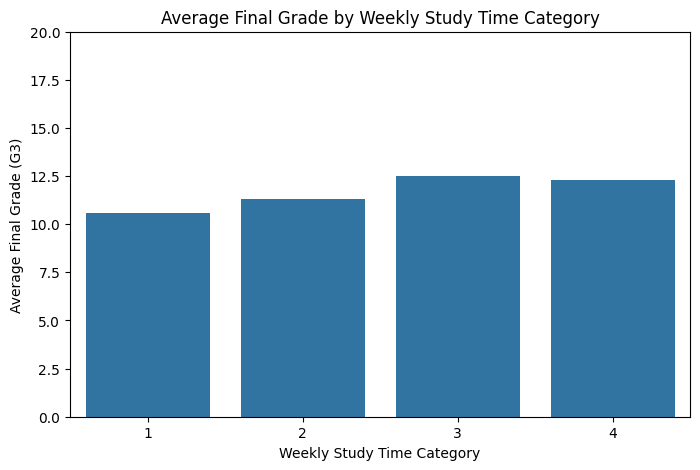 Average Final Grade by Weekly Study Time Category
20.0
17.5
15.0
12.5
10.0
7.5
5.0
2.5
0.0
Average Final Grade (G3)
1 2 3 4
Weekly Study Time Category